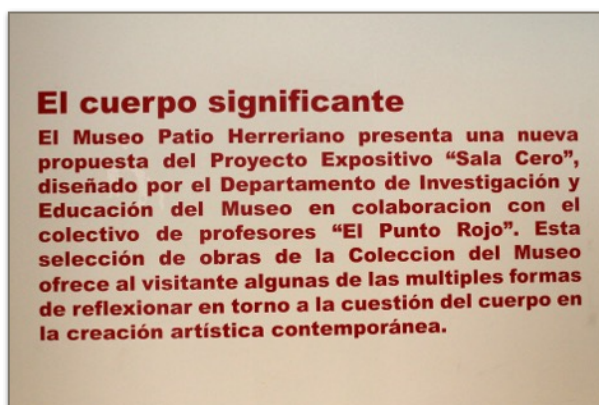 El cuerpo significante
El Museo Patio Herreriano presenta una nueva
propuesta del Proyecto Expositivo “Sala Cero”,
diseñado por el Departamento de Investigación y
Educación del Museo en colaboracion con el
colectivo de profesores “El Punto Rojo”. Esta
selección de obras de la Coleccion del Museo
ofrece al visitante algunas de las multiples formas
de reflexionar en torno a la cuestión del cuerpo en
la creación artística contemporánea.